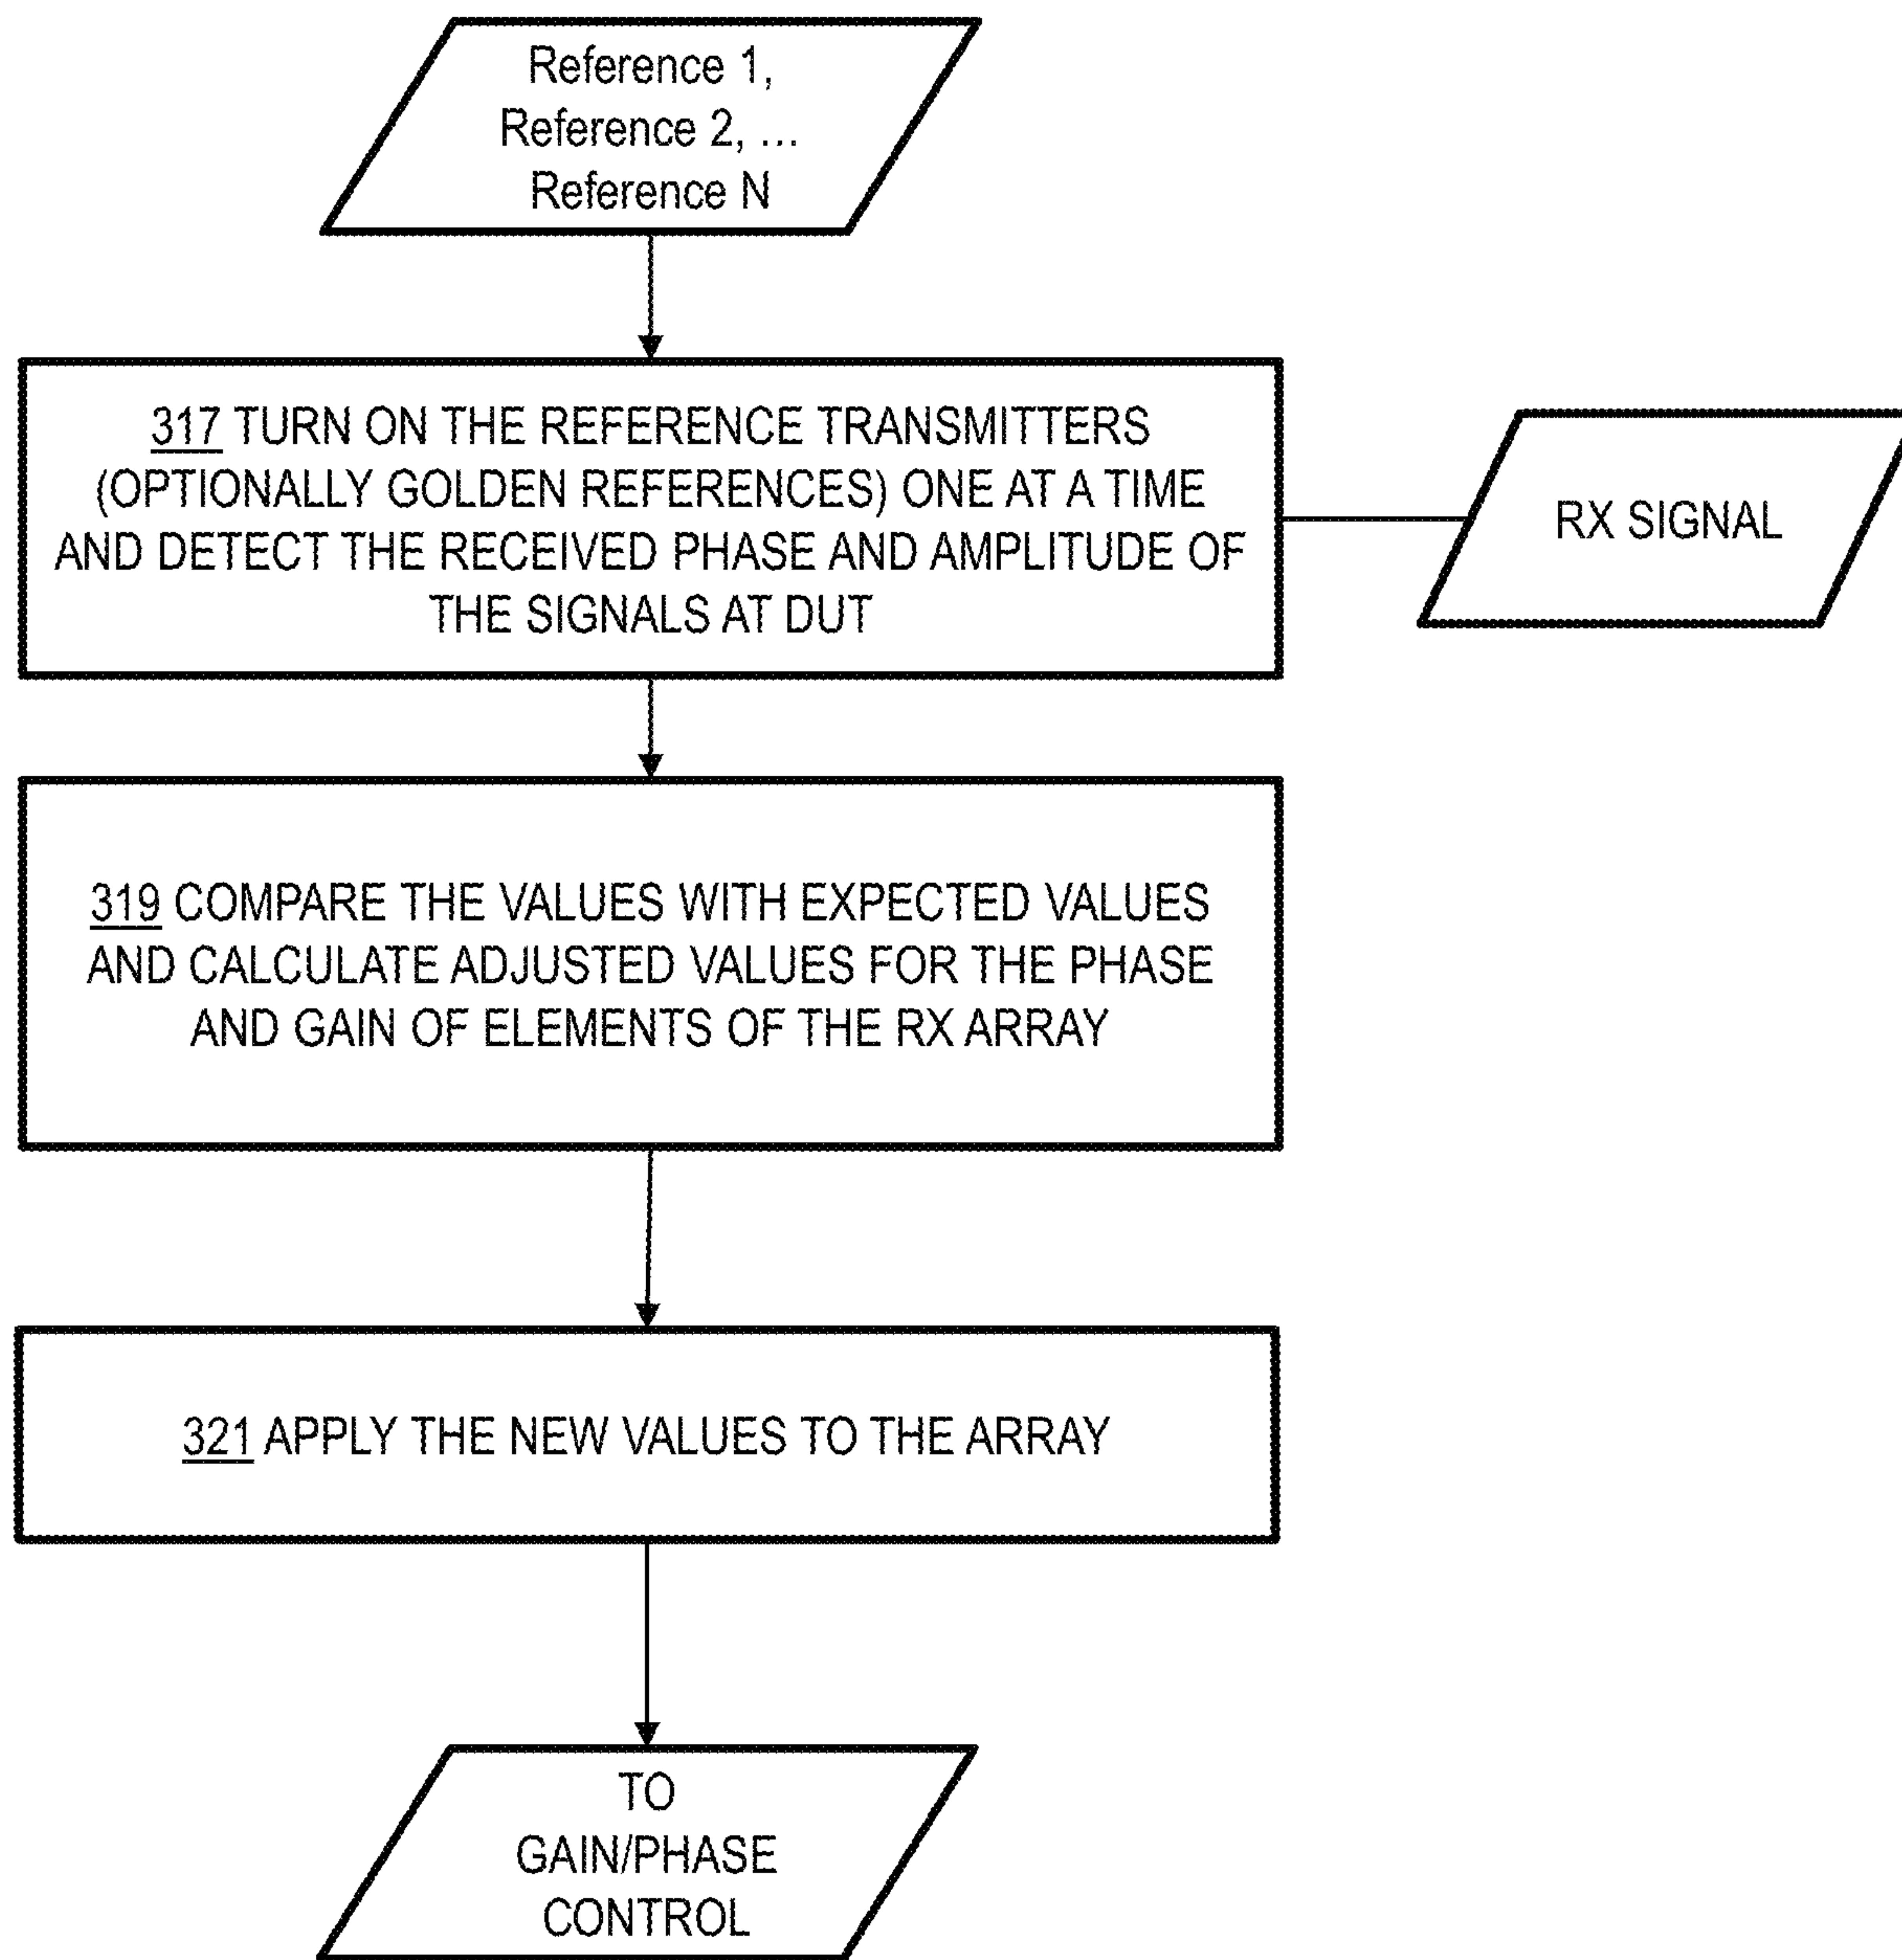 Reference 1,
Reference 2, ...
Reference N
317 TURN ON THE REFERENCE TRANSMITTERS
(OPTIONALLY GOLDEN REFERENCES) ONE AT A TIME
AND DETECT THE RECEIVED PHASE AND AMPLITUDE OF
THE SIGNALS AT DUT
RX SIGNAL
319 COMPARE THE VALUES WITH EXPECTED VALUES
AND CALCULATE ADJUSTED VALUES FOR THE PHASE
AND GAIN OF ELEMENTS OF THE RX ARRAY
321 APPLY THE NEW VALUES TO THE ARRAY
TO
GAIN/PHASE
CONTROL